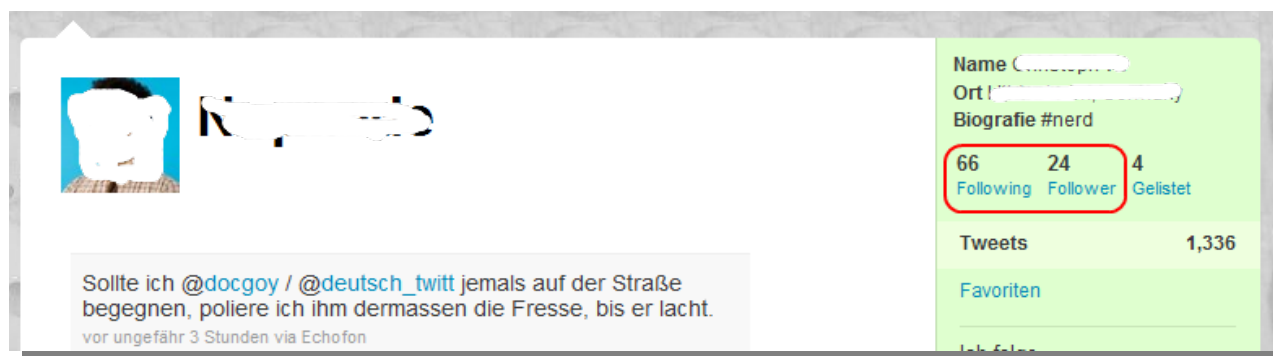 Name
Ort
Biografie #nerd
66 24 4
Following Follower Gelistet
Tweets 1,336
Favoriten
Sollte ich @docgoy / @deutsch_twitt jemals auf der Straße
begegnen, poliere ich ihm dermassen die Fresse, bis er lacht.
vor ungefähr 3 Stunden via Echofon